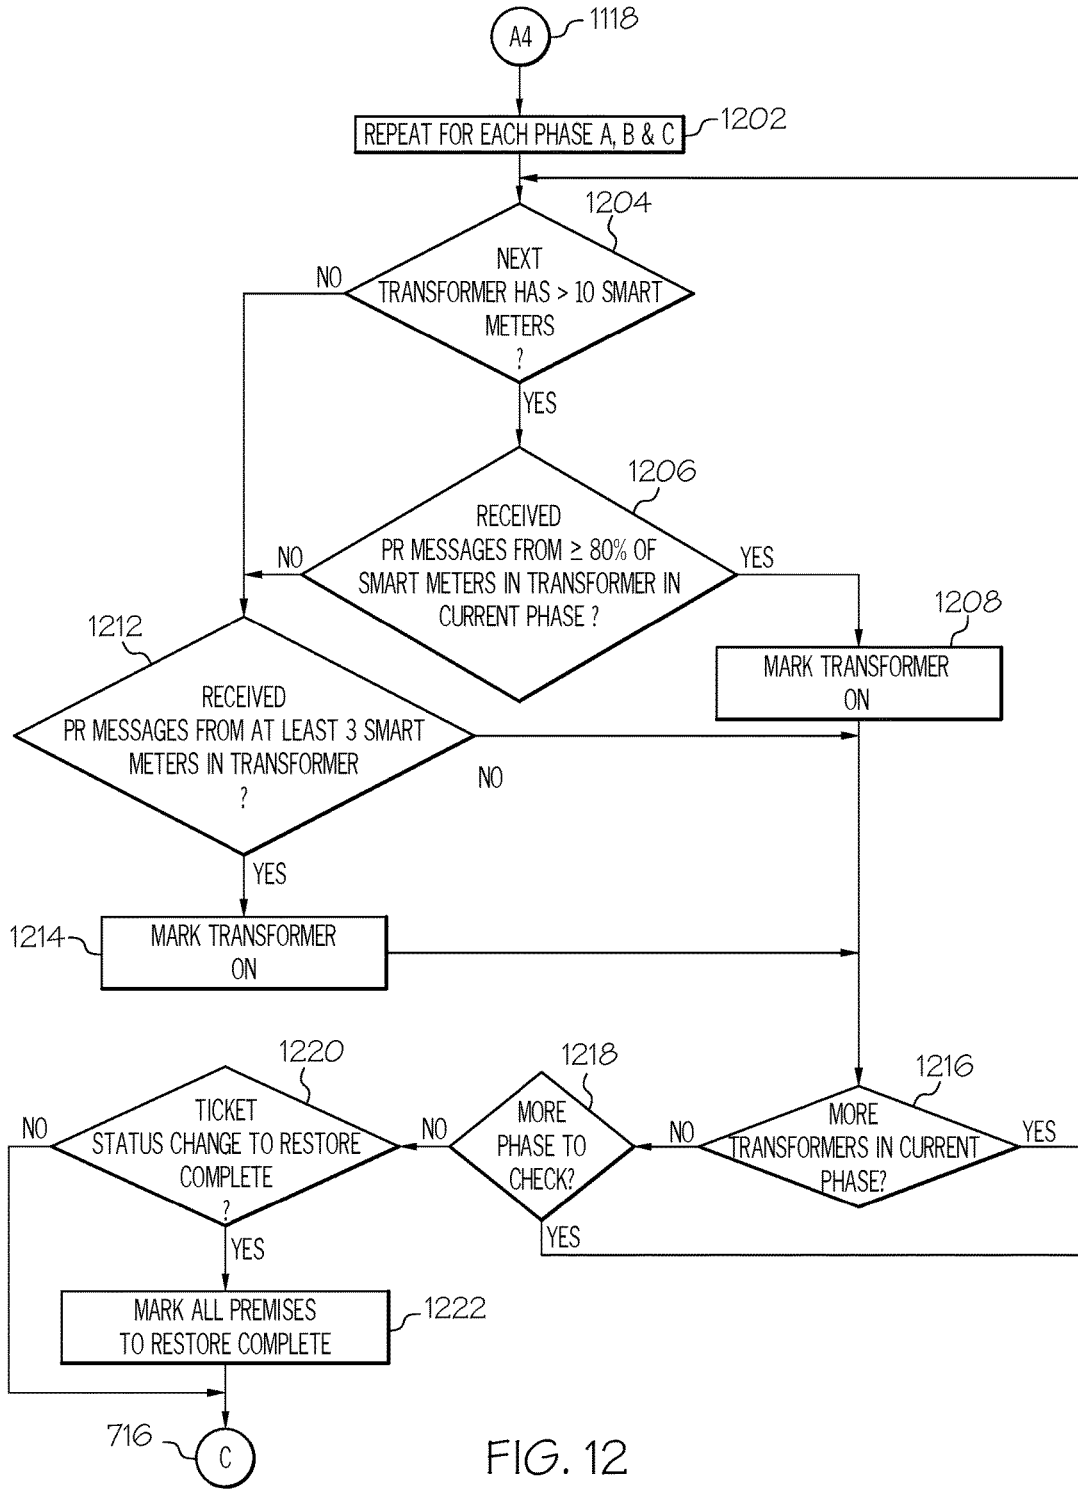 A4
1118
REPEAT FOR EACH PHASE A, B & C
1202
1204
NEXT
TRANSFORMER HAS > 10 SMART
METERS
?
NO
YES
1206
RECEIVED
PR MESSAGES FROM ≥ 80% OF
SMART METERS IN TRANSFORMER IN
CURRENT PHASE ?
NO
YES
1208
MARK TRANSFORMER
ON
1212
RECEIVED
PR MESSAGES FROM AT LEAST 3 SMART
METERS IN TRANSFORMER
?
NO
YES
1214
MARK TRANSFORMER
ON
1216
MORE
TRANSFORMERS IN CURRENT
PHASE?
YES
NO
1218
MORE
PHASE TO
CHECK?
YES
NO
1220
TICKET
STATUS CHANGE TO RESTORE
COMPLETE
?
NO
YES
MARK ALL PREMISES
TO RESTORE COMPLETE
1222
716
C
FIG. 12